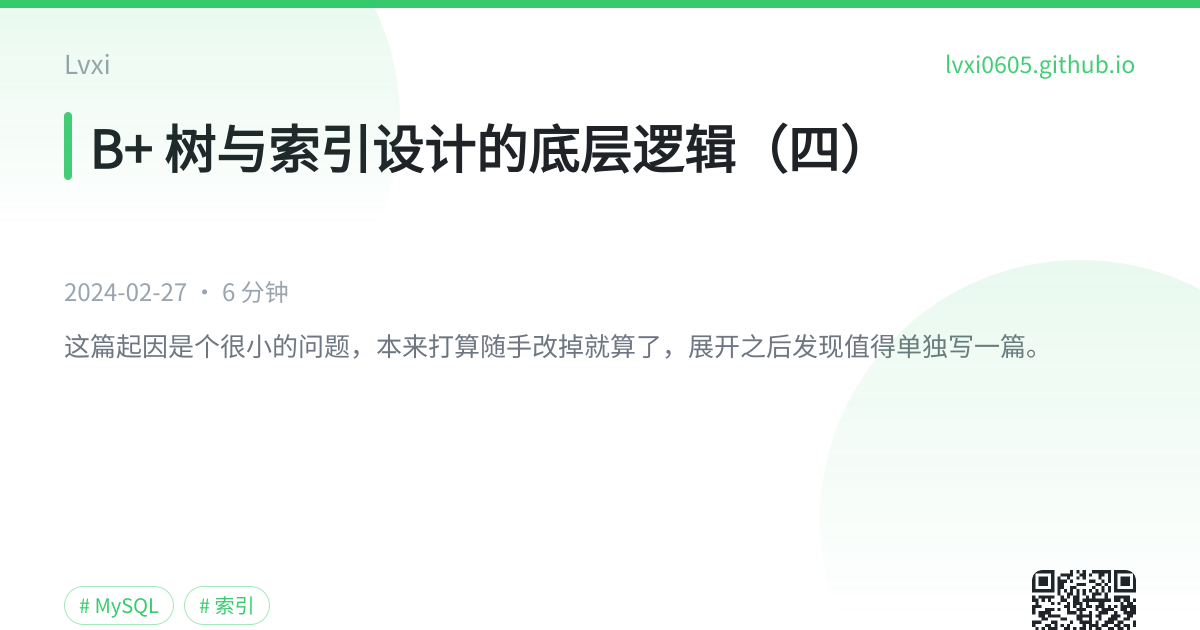 Lvxi
lvxi0605.github.io
B+ 树与索引设计的底层逻辑（四）
2024-02-27 · 6 分钟
这篇起因是个很小的问题，本来打算随手改掉就算了，展开之后发现值得单独写一篇。
# MySQL
# 索引